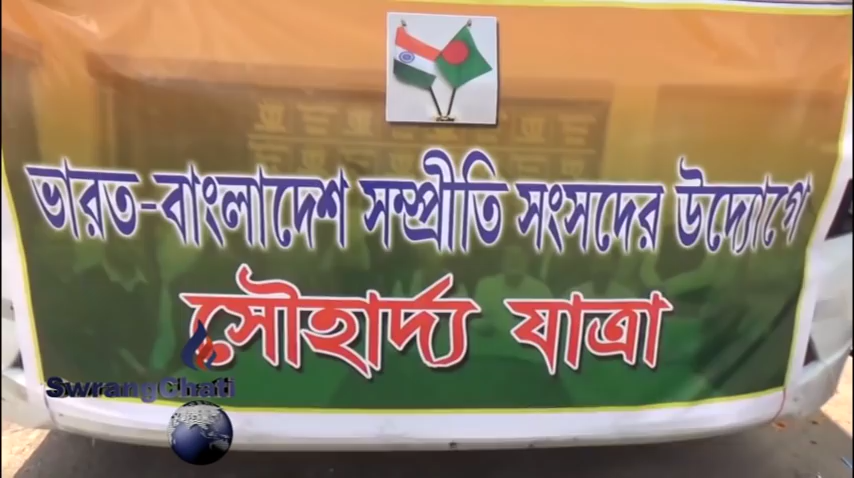 ভারত-বাংলাদেশ সম্প্রীতি সংসদের উদ্যোগে
সৌহার্দ্য যাত্রা
SwrangChati